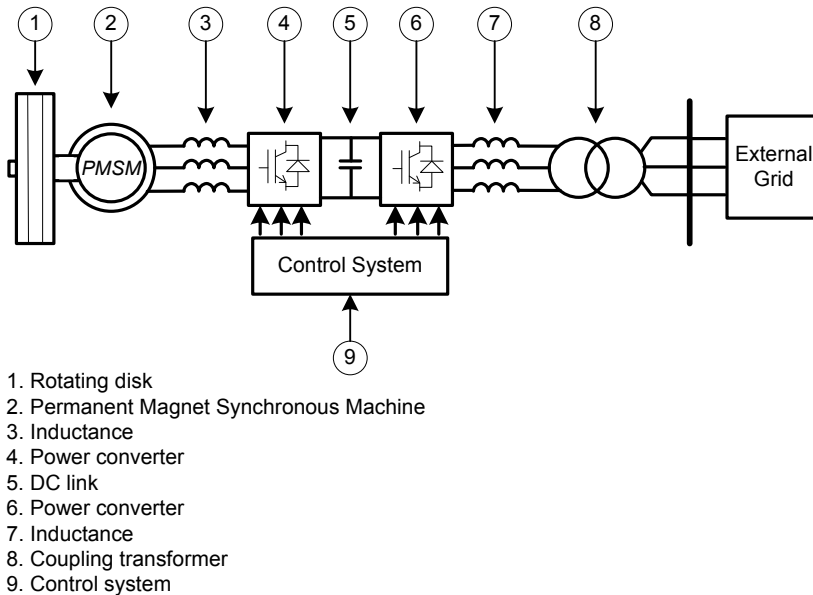 1 2 3 4 5 6 7 8
PMSM
External
Grid
Control System
9
1. Rotating disk
2. Permanent Magnet Synchronous Machine
3. Inductance
4. Power converter
5. DC link
6. Power converter
7. Inductance
8. Coupling transformer
9. Control system